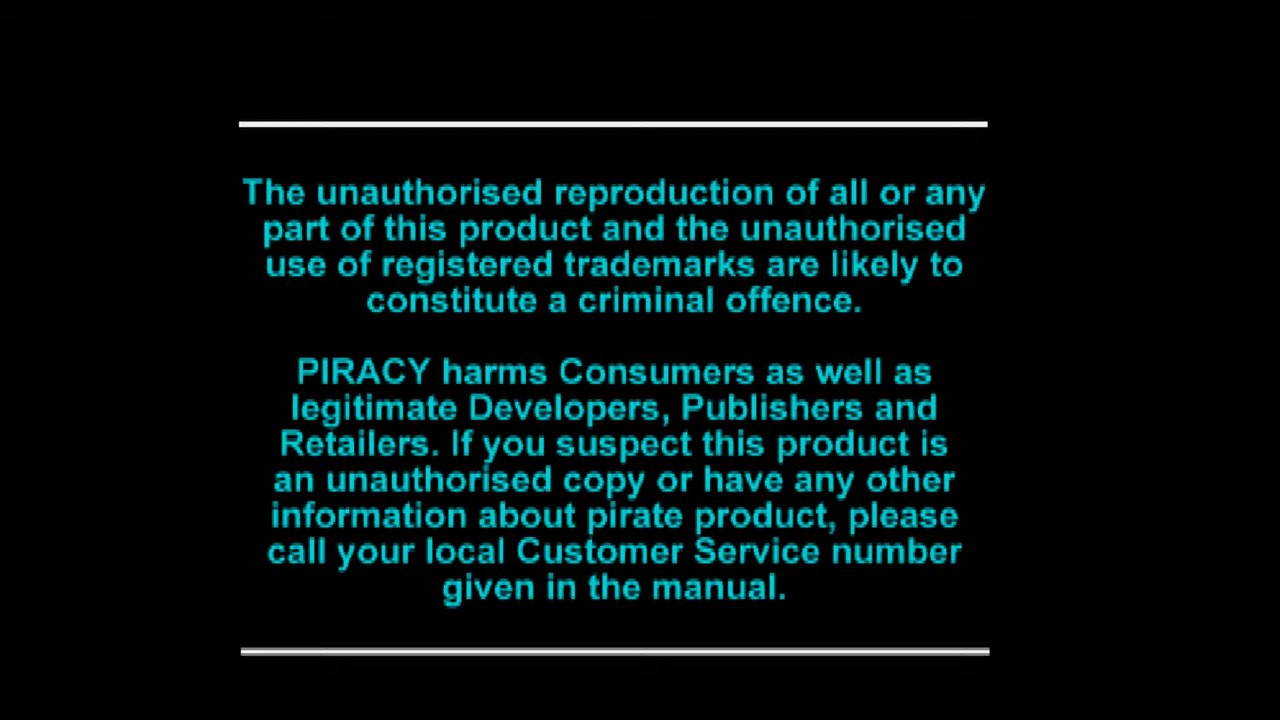 The unauthorised reproduction of all or any
part of this product and the unauthorised
use of registered trademarks are likely to
constitute a criminal offence.
PIRACY harms Consumers as well as
legitimate Developers, Publishers and
Retailers. If you suspect this product is
an unauthorised copy or have any other
information about pirate product, please
call your local Customer Service number
given in the manual.